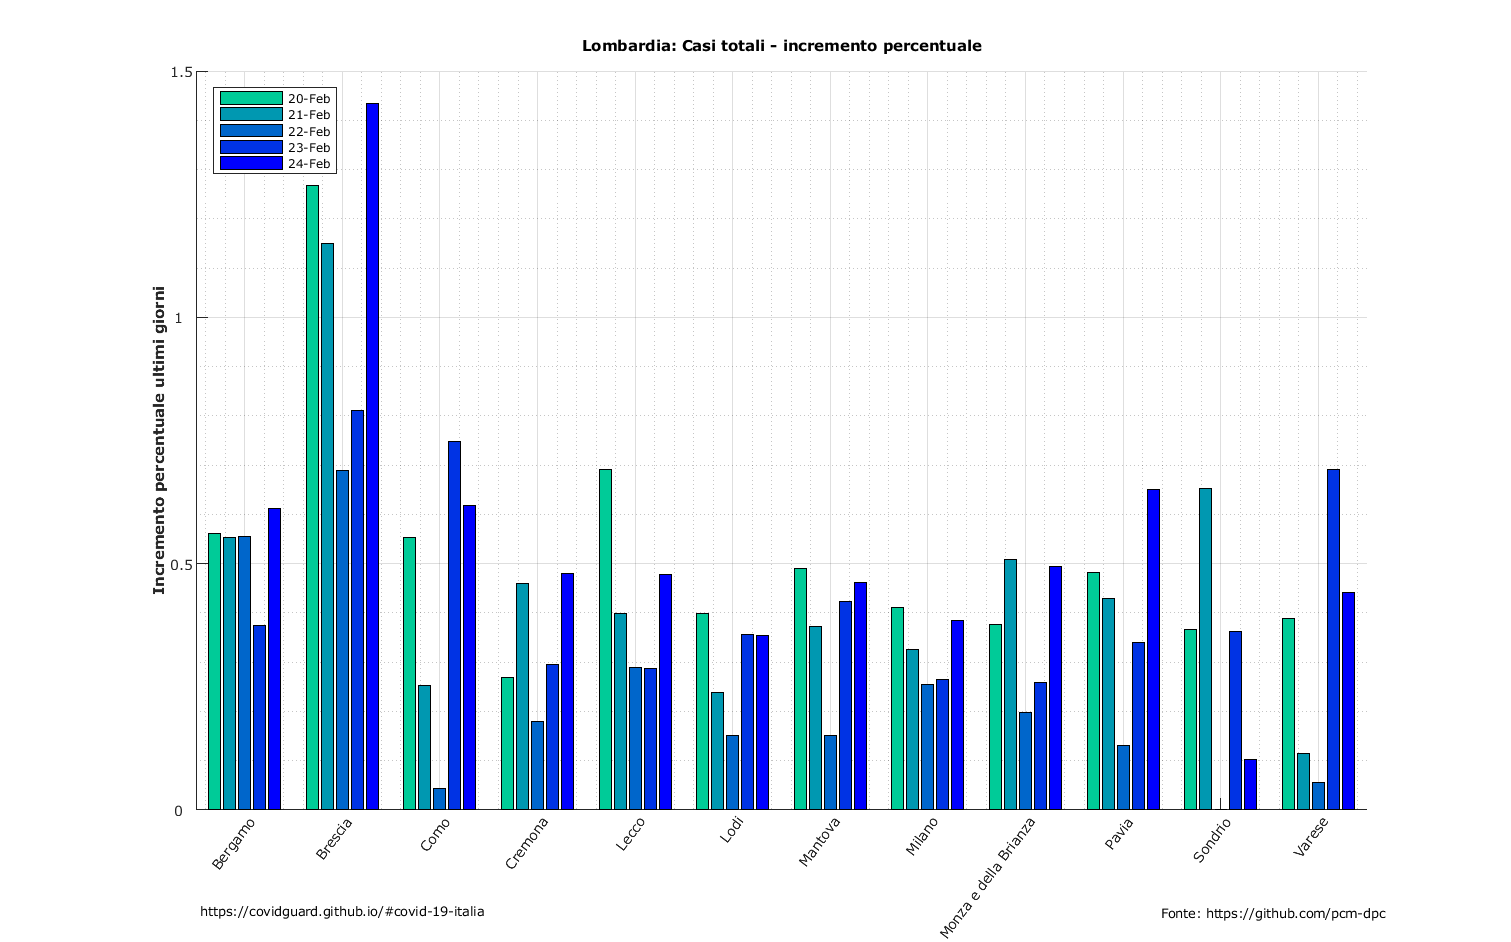 Lombardia: Casi totali - incremento percentuale
Incremento percentuale ultimi giorni
1.5
1
0.5
0
20-Feb
21-Feb
22-Feb
23-Feb
24-Feb
Bergamo
Brescia
Como
Cremona
Lecco
Lodi
Mantova
Milano
Monza e della Brianza
Pavia
Sondrio
Varese
https://covidguard.github.io/#covid-19-italia
Fonte: https://github.com/pcm-dpc